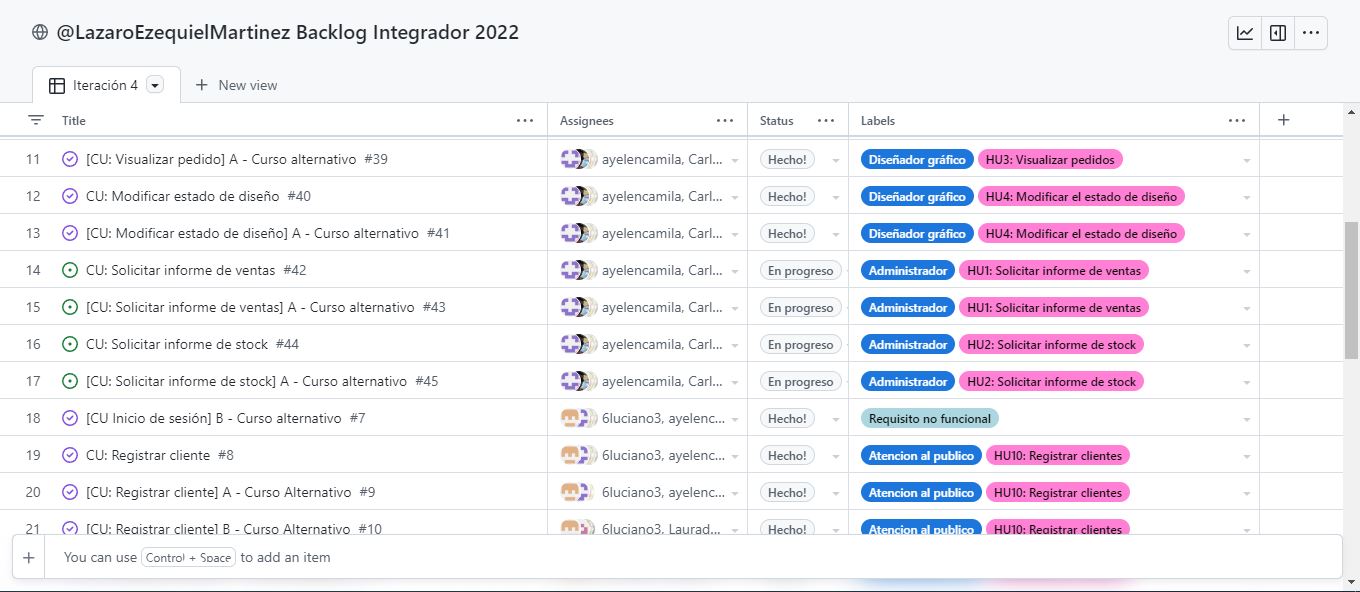 @LazaroEzequielMartinez Backlog Integrador 2022
Iteración 4 New view
Title Assignees Status Labels
11 [CU: Visualizar pedido] A - Curso alternativo #39 ayelencamila, Carl... Hecho! Diseñador gráfico HU3: Visualizar pedidos
12 CU: Modificar estado de diseño #40 ayelencamila, Carl... Hecho! Diseñador gráfico HU4: Modificar el estado de diseño
13 [CU: Modificar estado de diseño] A - Curso alternativo #41 ayelencamila, Carl... Hecho! Diseñador gráfico HU4: Modificar el estado de diseño
14 CU: Solicitar informe de ventas #42 ayelencamila, Carl... En progreso Administrador HU1: Solicitar informe de ventas
15 [CU: Solicitar informe de ventas] A - Curso alternativo #43 ayelencamila, Carl... En progreso Administrador HU1: Solicitar informe de ventas
16 CU: Solicitar informe de stock #44 ayelencamila, Carl... En progreso Administrador HU2: Solicitar informe de stock
17 [CU: Solicitar informe de stock] A - Curso alternativo #45 ayelencamila, Carl... En progreso Administrador HU2: Solicitar informe de stock
18 [CU Inicio de sesión] B - Curso alternativo #7 6luciano3, ayelenc... Hecho! Requisito no funcional
19 CU: Registrar cliente #8 6luciano3, ayelenc... Hecho! Atencion al publico HU10: Registrar clientes
20 [CU: Registrar cliente] A - Curso Alternativo #9 6luciano3, ayelenc... Hecho! Atencion al publico HU10: Registrar clientes
21 [CU: Registrar cliente] B - Curso Alternativo #10 6luciano3, Laurad... Hecho! Atencion al publico HU10: Registrar clientes
You can use Control + Space to add an item